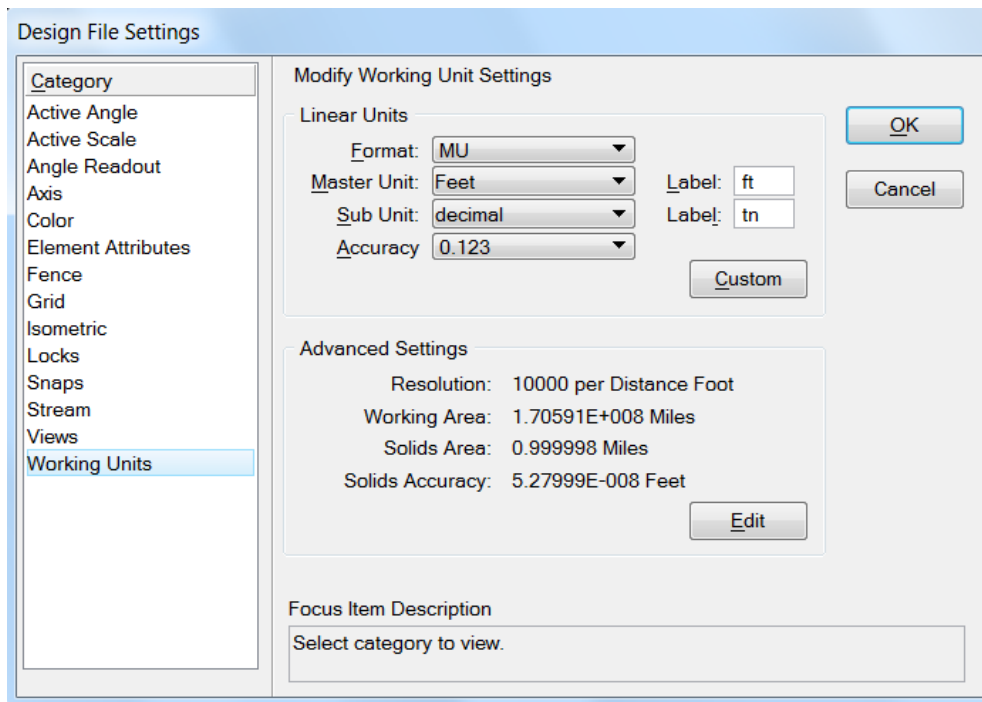 Design File Settings
Category
Active Angle
Active Scale
Angle Readout
Axis
Color
Element Attributes
Fence
Grid
Isometric
Locks
Snaps
Stream
Views
Working Units
Modify Working Unit Settings
Linear Units
Format: MU
Master Unit: Feet Label: ft
Sub Unit: decimal Label: tn
Accuracy 0.123
Custom
Advanced Settings
Resolution: 10000 per Distance Foot
Working Area: 1.70591E+008 Miles
Solids Area: 0.999998 Miles
Solids Accuracy: 5.27999E-008 Feet
Edit
Focus Item Description
Select category to view.
OK
Cancel